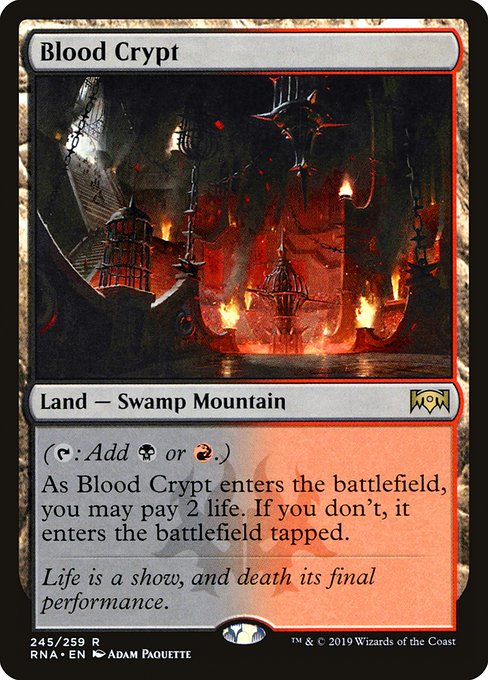 Blood Crypt
Land — Swamp Mountain
(: Add or .)
As Blood Crypt enters the battlefield,
you may pay 2 life. If you don't, it
enters the battlefield tapped.
Life is a show, and death its final
performance.
245/259 R
RNA • EN Adam Paquette
™ & © 2019 Wizards of the Coast